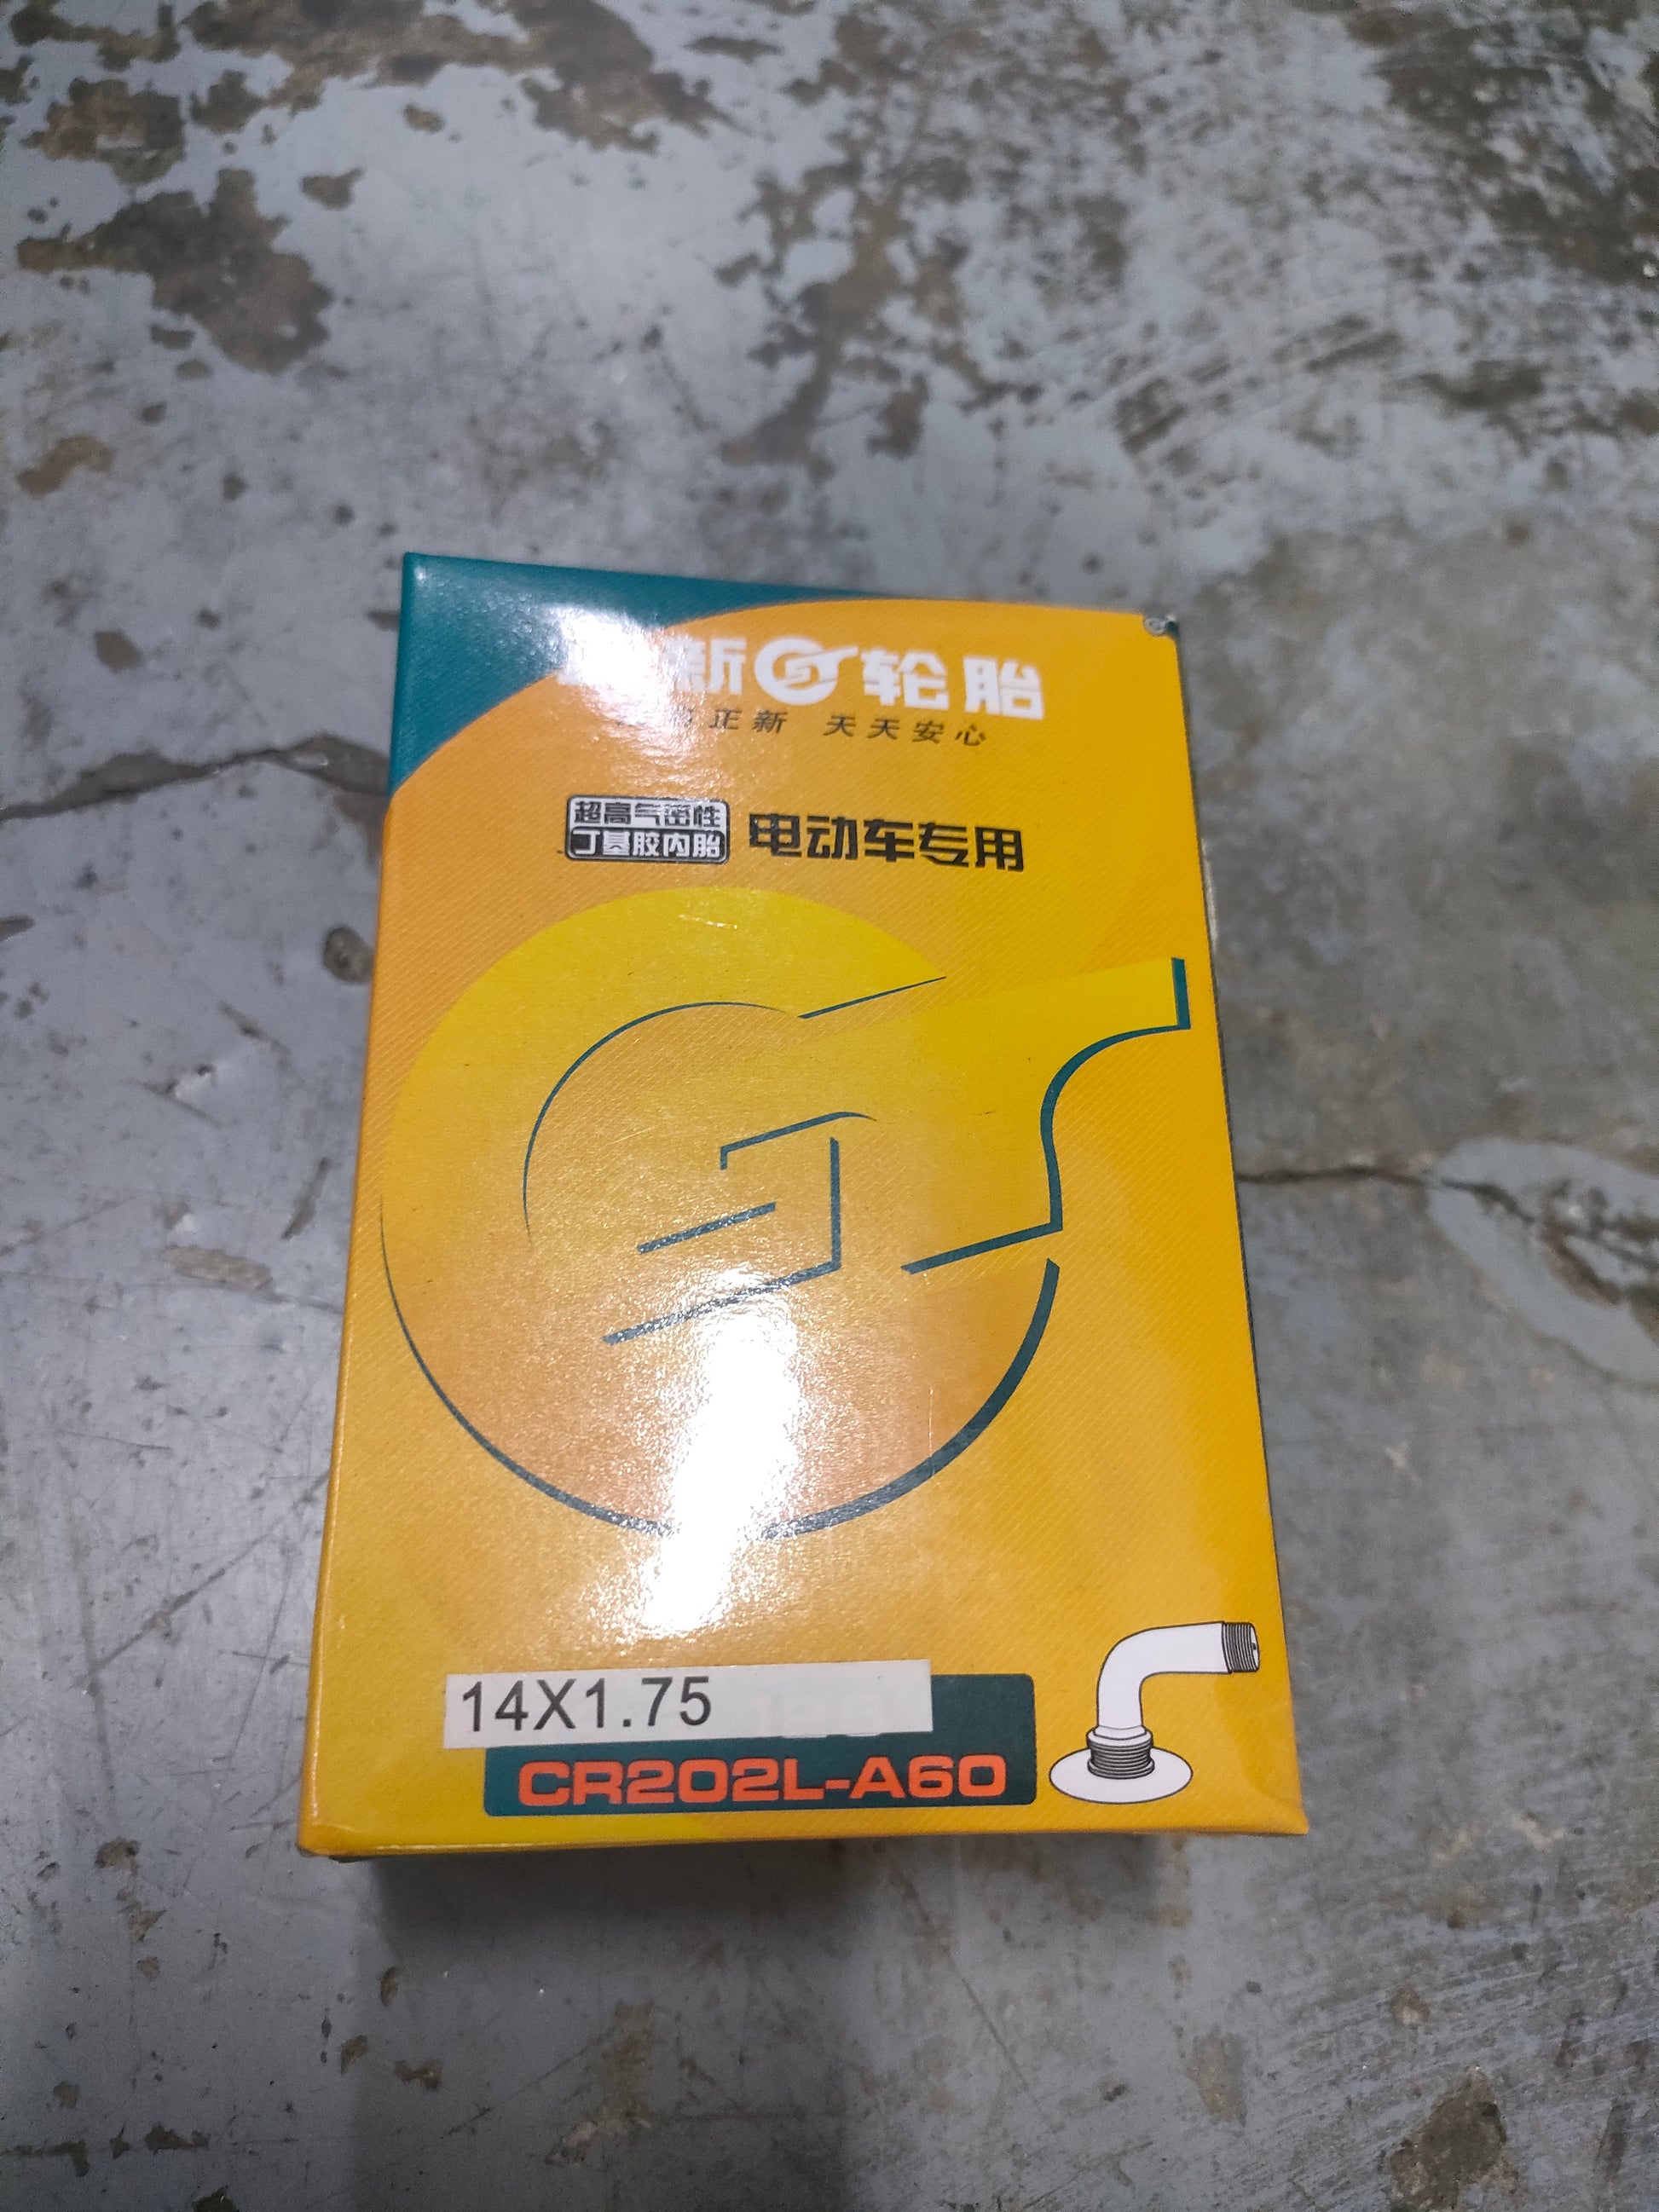 新 轮胎
正新 天天安心
超高气密性
丁基胶内胎
电动车专用
14X1.75
CR202L-A60